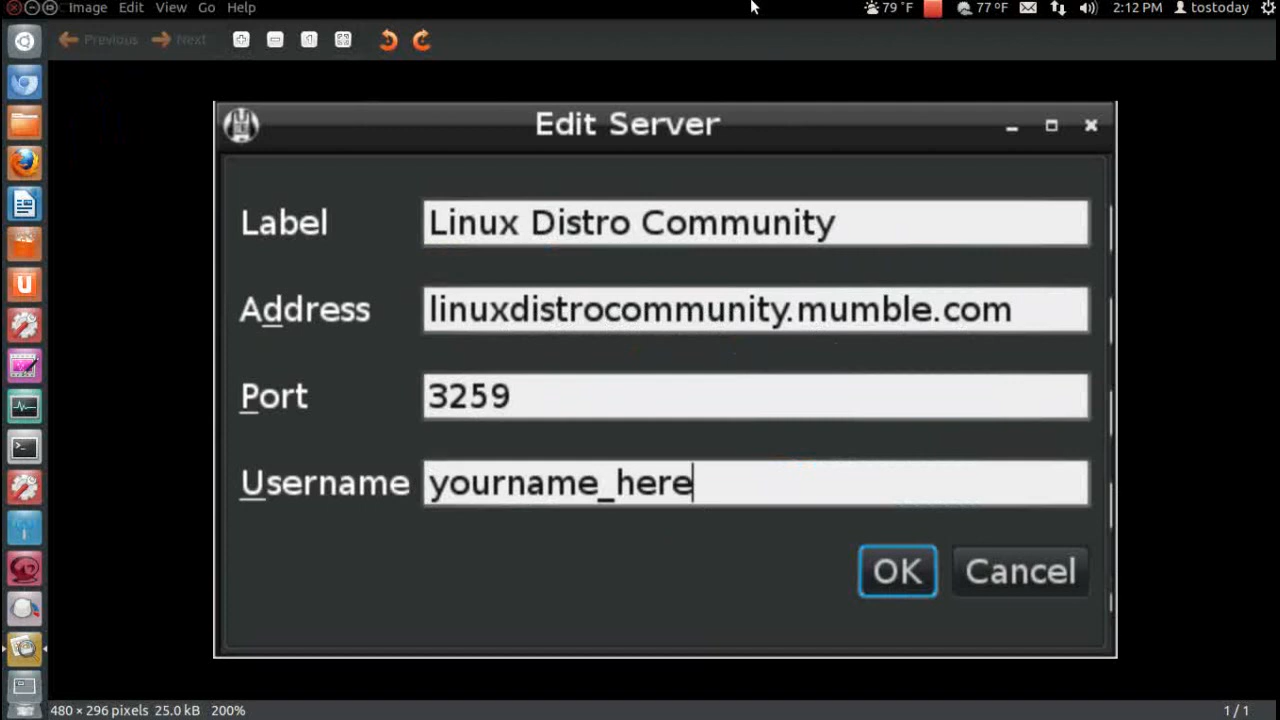 Image Edit View Go Help 79 °F 77 °F 2:12 PM tostoday
Previous Next
Edit Server
Label Linux Distro Community
Address linuxdistrocommunity.mumble.com
Port 3259
Username yourname_here
OK Cancel
480 × 296 pixels 25.0 kB 200% 1 / 1